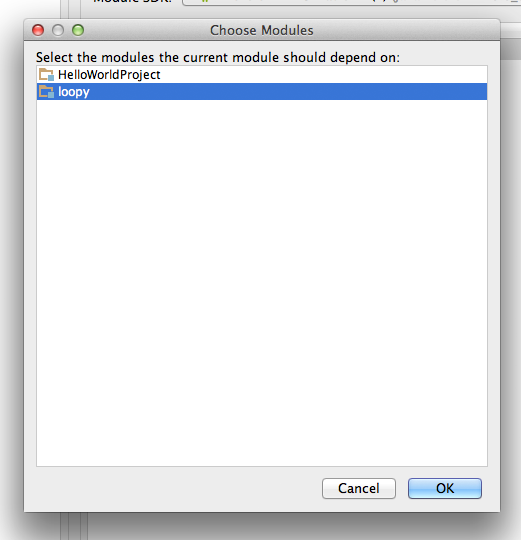 Module SDK:
Choose Modules
Select the modules the current module should depend on:
HelloWorldProject
loopy
Cancel
OK